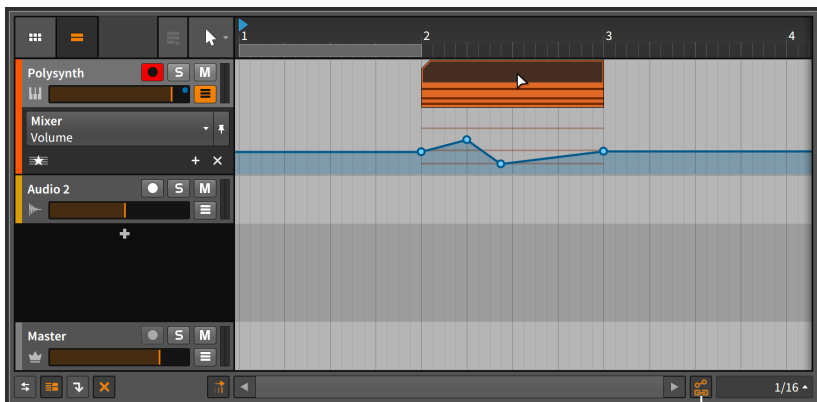 1 2 3 4
Polysynth S M
Mixer
Volume
Audio 2 S M
Master S M
1/16